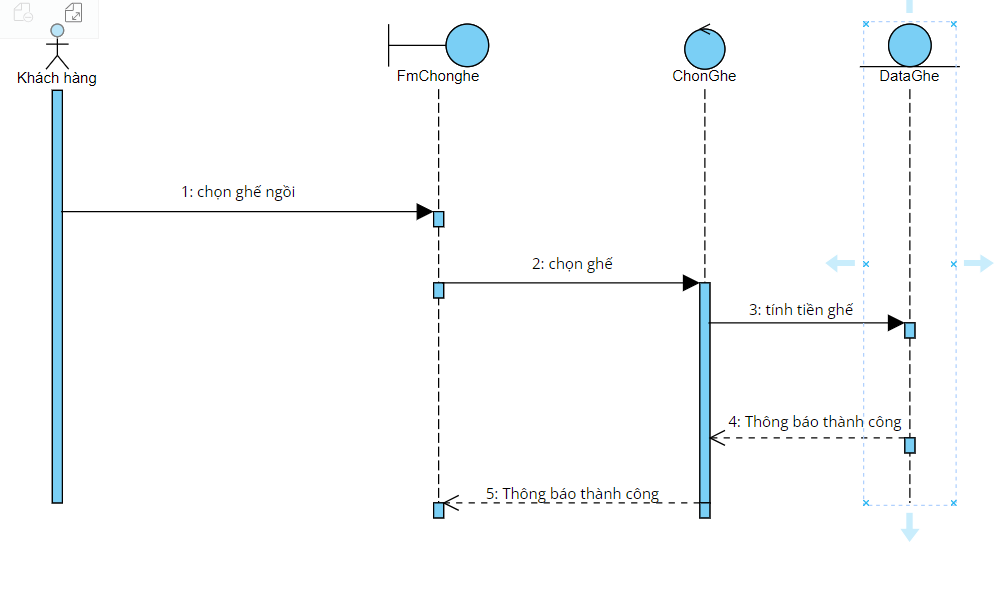 Khách hàng
FmChonghe
ChonGhe
DataGhe
1: chọn ghế ngồi
2: chọn ghế
3: tính tiền ghế
4: Thông báo thành công
5: Thông báo thành công